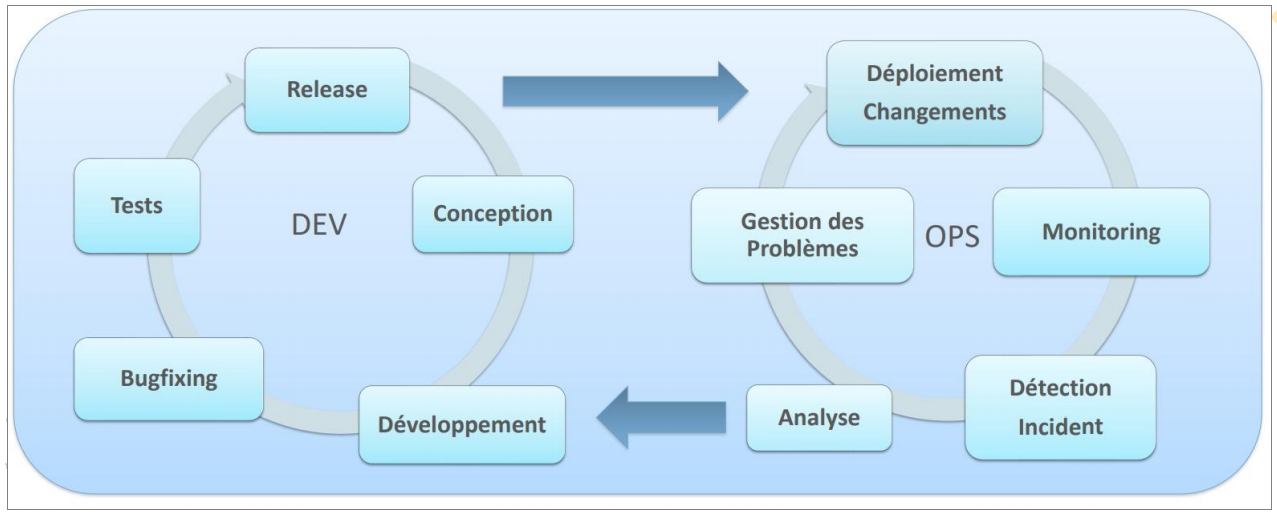 Release
Conception
Développement
Bugfixing
Tests
DEV
Déploiement
Changements
Monitoring
Détection
Incident
Analyse
Gestion des
Problèmes
OPS